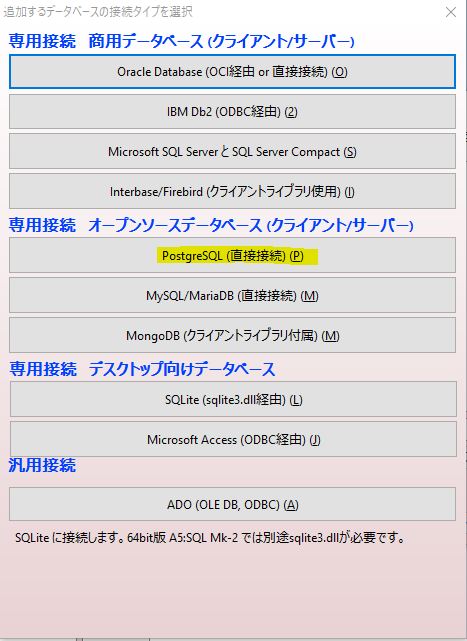 追加するデータベースの接続タイプを選択
専用接続 商用データベース (クライアント/サーバー)
Oracle Database (OCI経由 or 直接接続) (O)
IBM Db2 (ODBC経由) (2)
Microsoft SQL Server と SQL Server Compact (S)
Interbase/Firebird (クライアントライブラリ使用) (I)
専用接続 オープンソースデータベース (クライアント/サーバー)
PostgreSQL (直接接続) (P)
MySQL/MariaDB (直接接続) (M)
MongoDB (クライアントライブラリ付属) (M)
専用接続 デスクトップ向けデータベース
SQLite (sqlite3.dll経由) (L)
Microsoft Access (ODBC経由) (J)
汎用接続
ADO (OLE DB, ODBC) (A)
SQLite に接続します。64bit版 A5:SQL Mk-2 では別途sqlite3.dllが必要です。